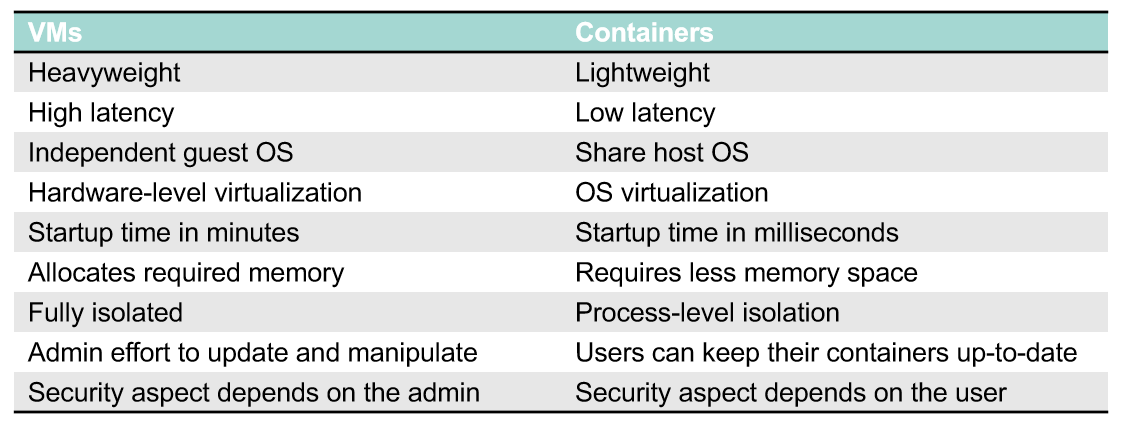 VMs Containers
Heavyweight Lightweight
High latency Low latency
Independent guest OS Share host OS
Hardware-level virtualization OS virtualization
Startup time in minutes Startup time in milliseconds
Allocates required memory Requires less memory space
Fully isolated Process-level isolation
Admin effort to update and manipulate Users can keep their containers up-to-date
Security aspect depends on the admin Security aspect depends on the user